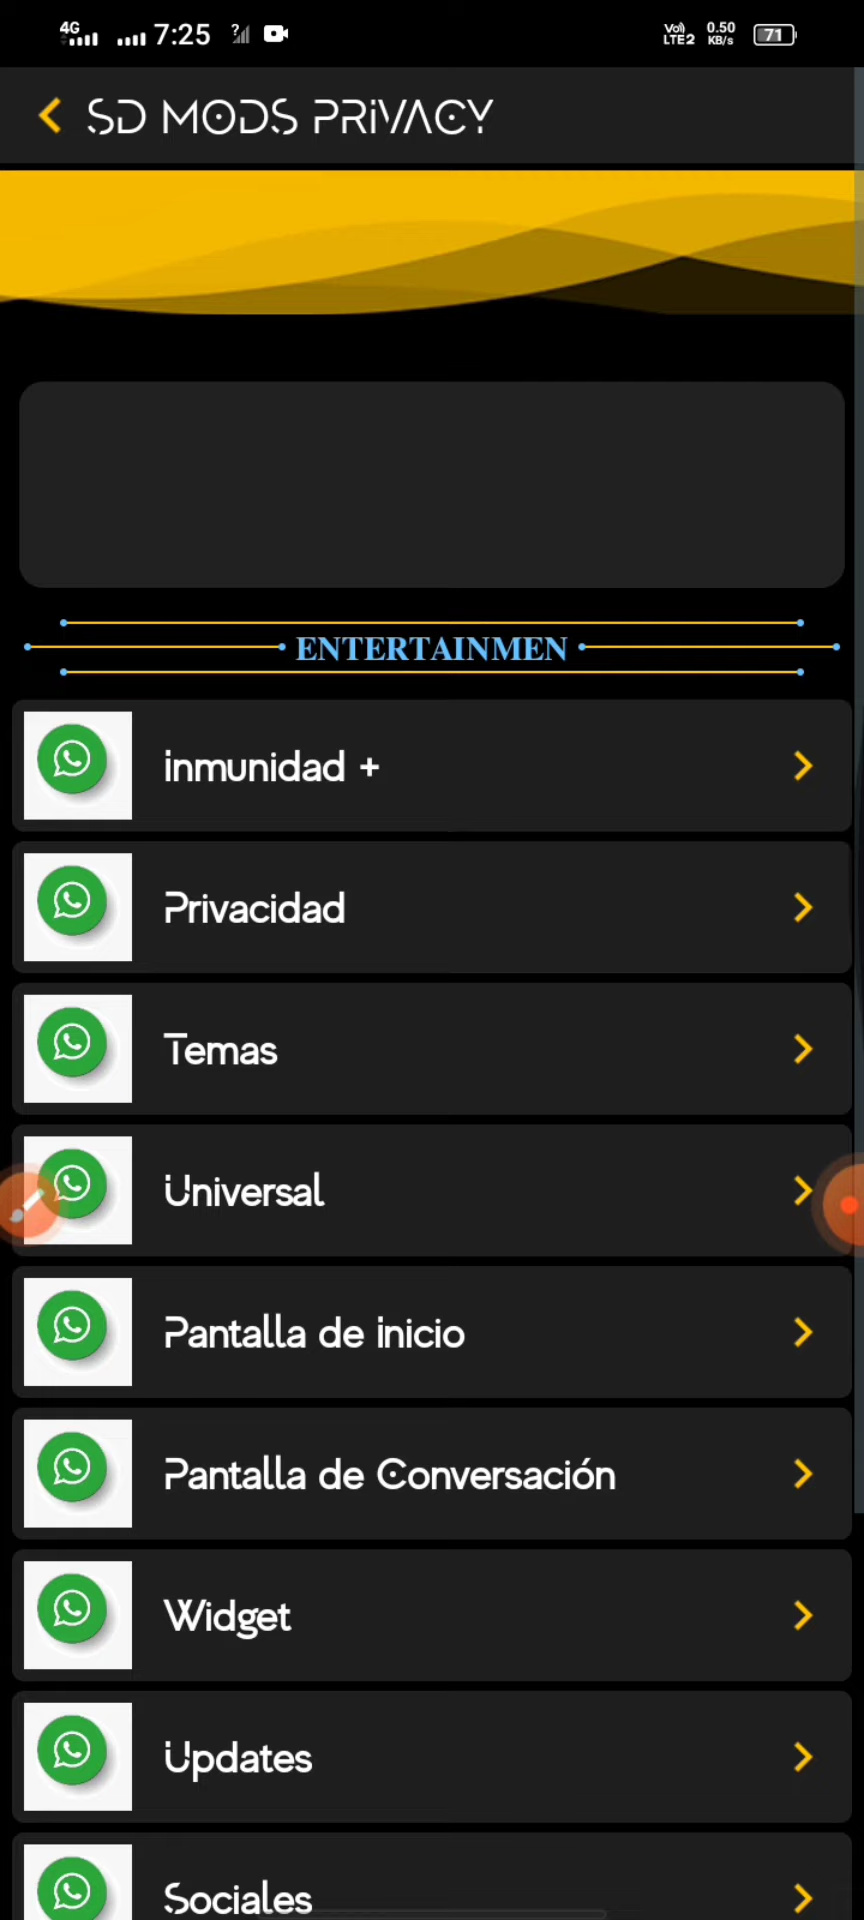 4G 7:25 ? Vo) LTE2 0.50 KB/s 71
SD MODS PRiVACY
ENTERTAINMEN
inmunidad +
Privacidad
Temas
Universal
Pantalla de inicio
Pantalla de Conversación
Widget
Updates
Sociales